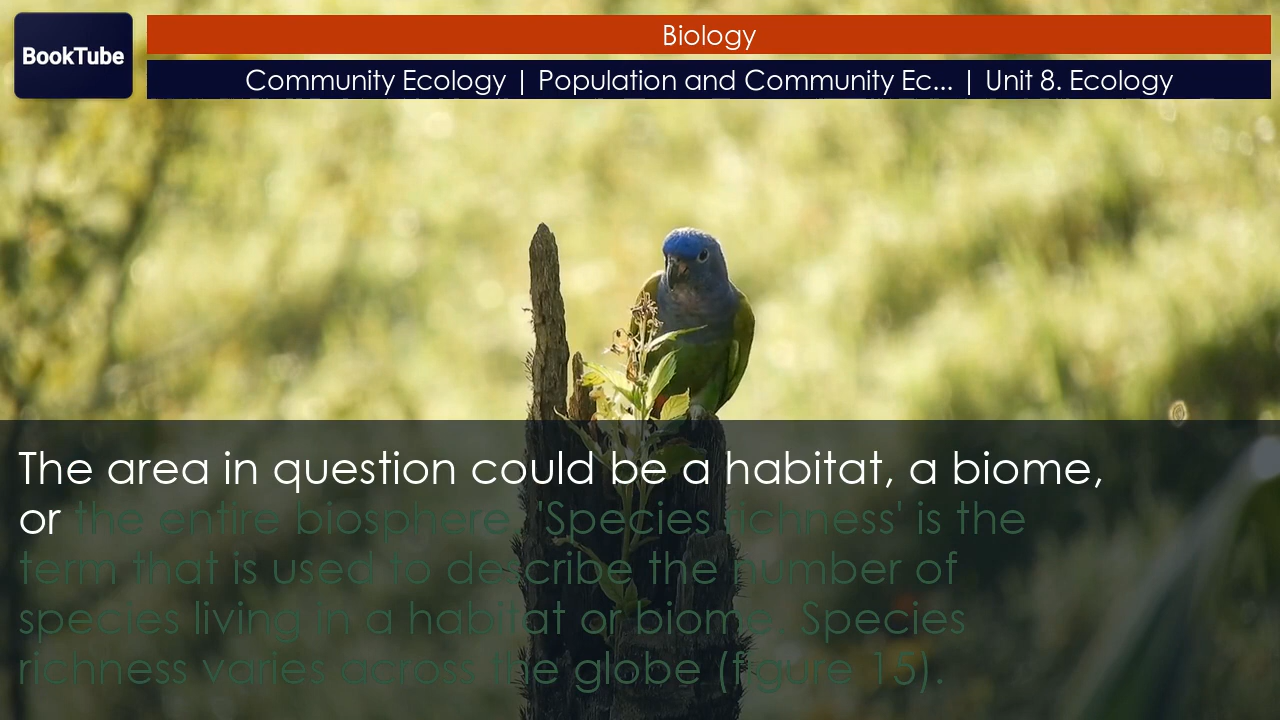 BookTube
Biology
Community Ecology | Population and Community Ec... | Unit 8. Ecology
The area in question could be a habitat, a biome,
or the entire biosphere. 'Species richness' is the
term that is used to describe the number of
species living in a habitat or biome. Species
richness varies across the globe (figure 15).